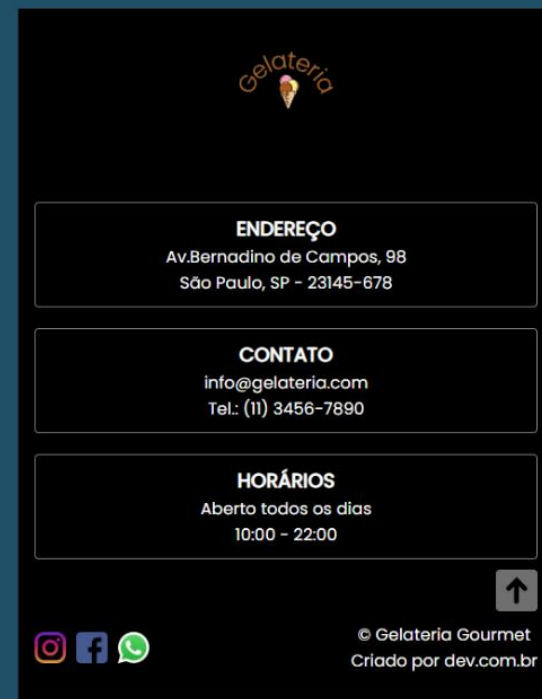 Gelateria
ENDEREÇO
Av.Bernadino de Campos, 98
São Paulo, SP - 23145-678
CONTATO
info@gelateria.com
Tel.: (11) 3456-7890
HORÁRIOS
Aberto todos os dias
10:00 - 22:00
© Gelateria Gourmet
Criado por dev.com.br